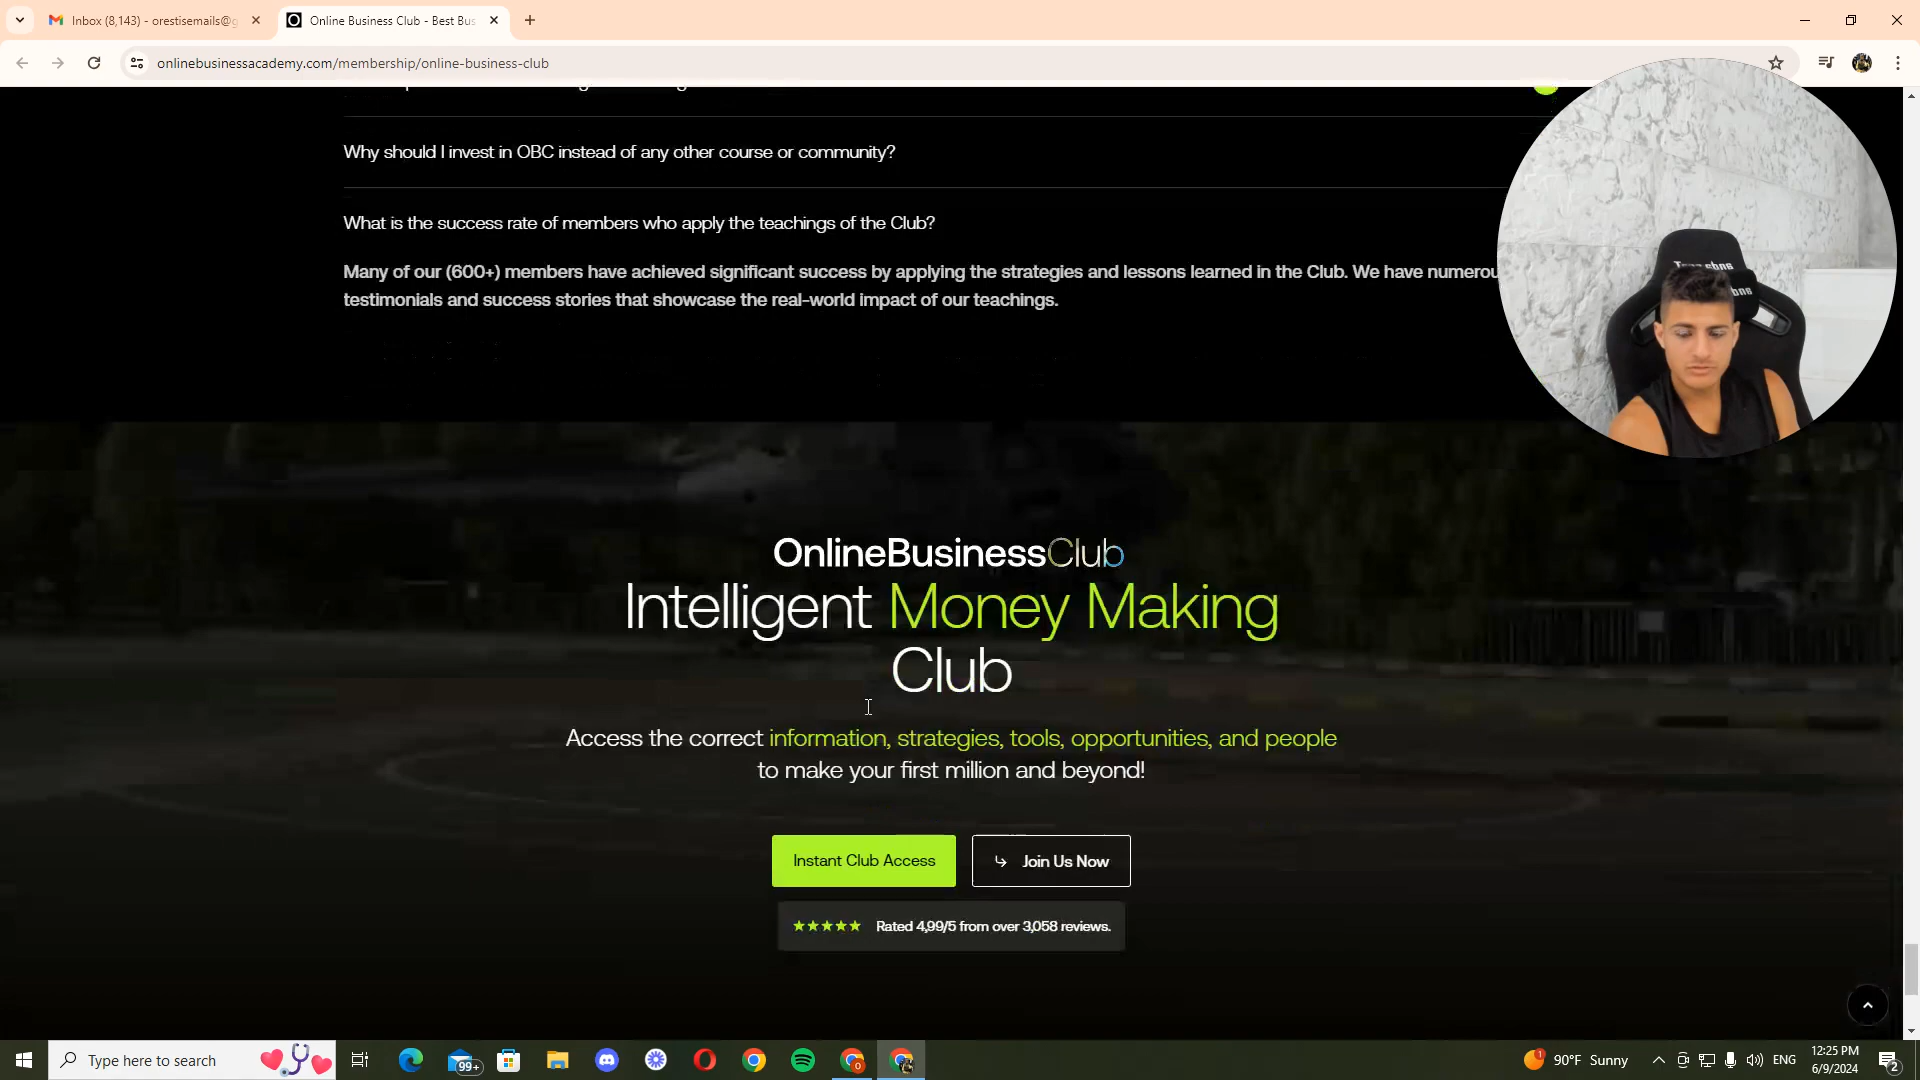 Inbox (8,143) - orestisemails@g
Online Business Club - Best Bus
onlinebusinessacademy.com/membership/online-business-club
Why should I invest in OBC instead of any other course or community?
What is the success rate of members who apply the teachings of the Club?
Many of our (600+) members have achieved significant success by applying the strategies and lessons learned in the Club. We have numerou
testimonials and success stories that showcase the real-world impact of our teachings.
OnlineBusinessClub
Intelligent Money Making
Club
Access the correct information, strategies, tools, opportunities, and people
to make your first million and beyond!
Instant Club Access
Join Us Now
Rated 4,99/5 from over 3,058 reviews.
Type here to search
99+
90°F Sunny
ENG
12:25 PM
6/9/2024
2